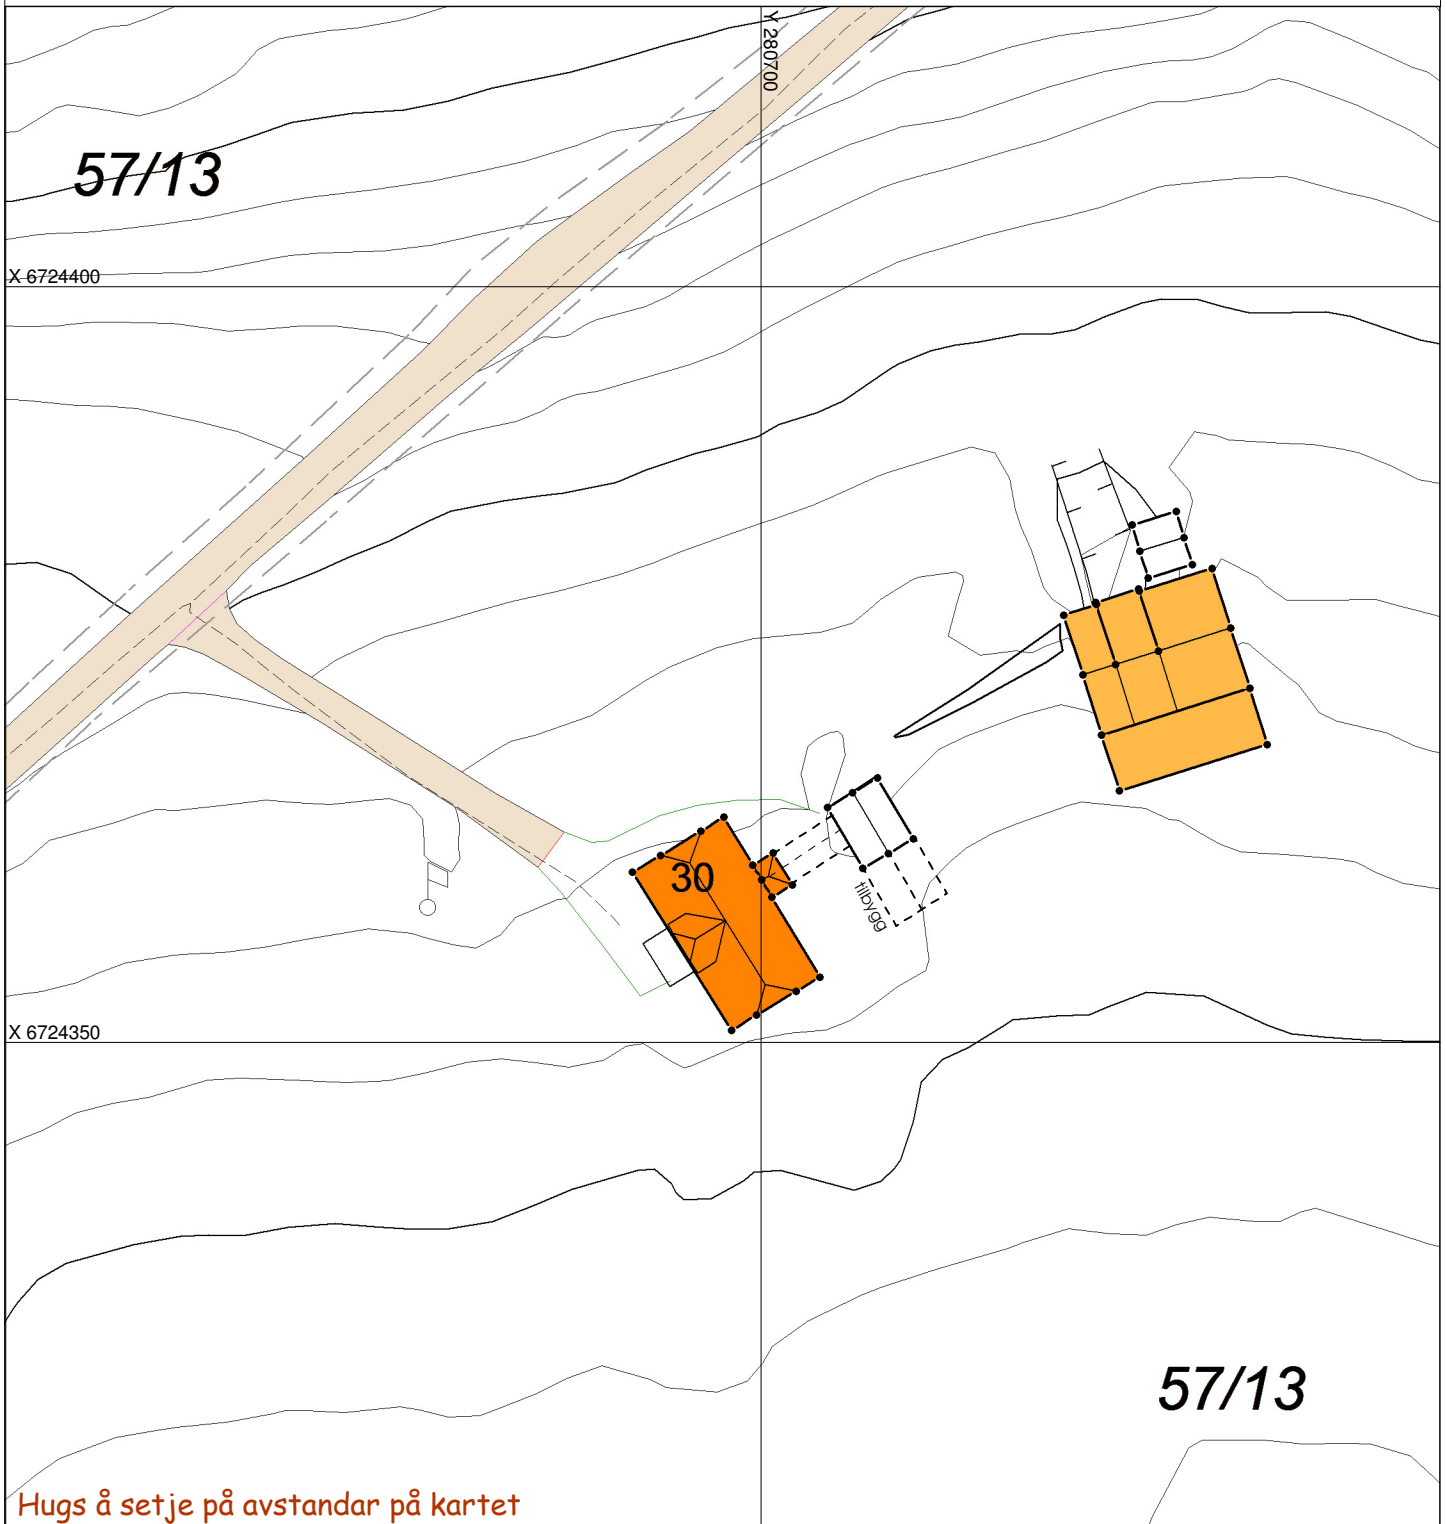 Y 280700
57/13
X 6724400
30
tilbygg
X 6724350
57/13
Hugs å setje på avstandar på kartet